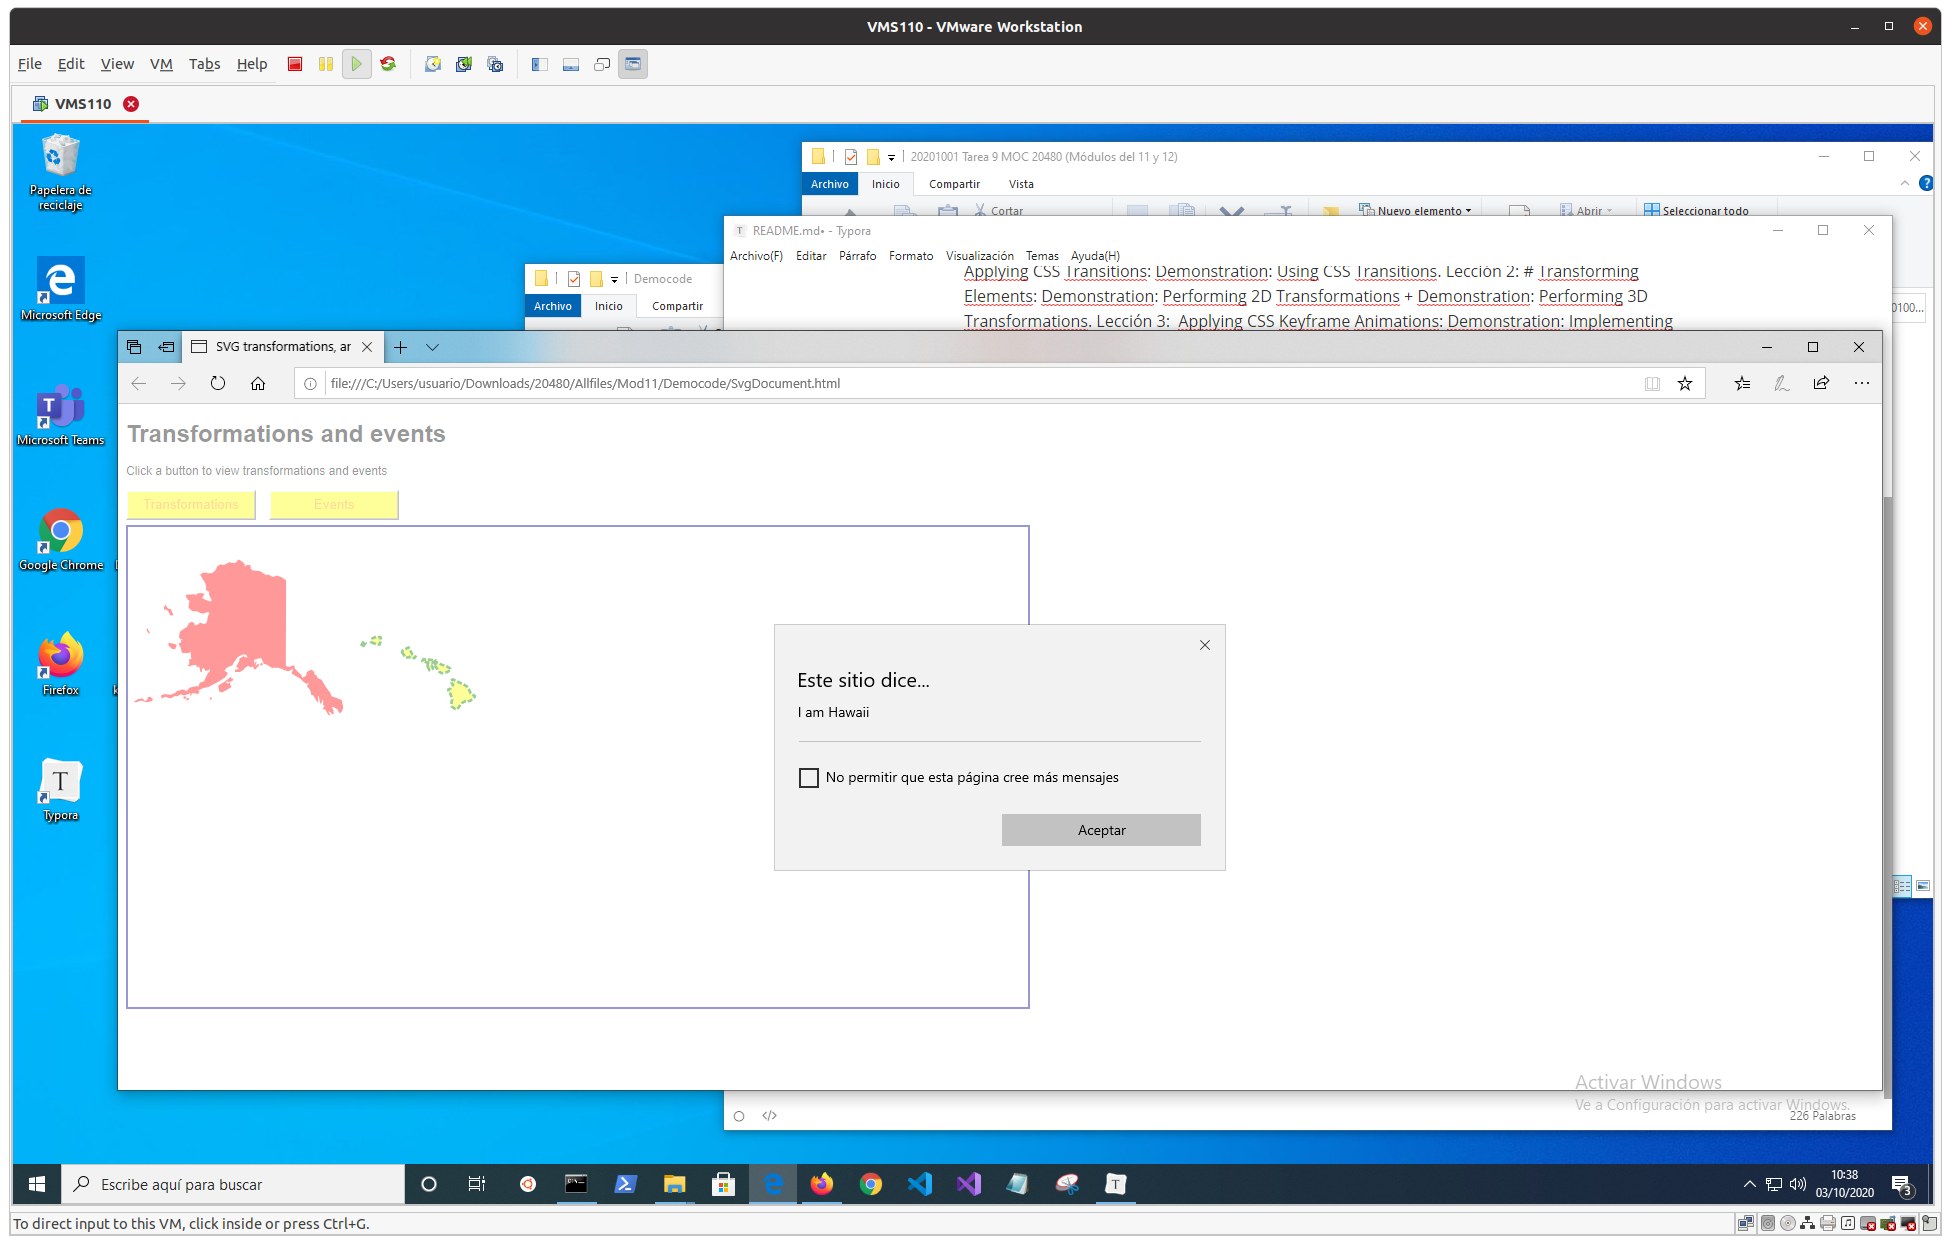 VMS110 - VMware Workstation
File Edit View VM Tabs Help
VMS110
Papelera de
reciclaje
Microsoft Edge
Microsoft Teams
Google Chrome
Firefox
Typora
20201001 Tarea 9 MOC 20480 (Módulos del 11 y 12)
Archivo Inicio Compartir Vista
Cortar Nuevo elemento Abrir Seleccionar todo
README.md• - Typora
Archivo(F) Editar Párrafo Formato Visualización Temas Ayuda(H)
Applying CSS Transitions: Demonstration: Using CSS Transitions. Lección 2: # Transforming
Elements: Demonstration: Performing 2D Transformations + Demonstration: Performing 3D
Transformations. Lección 3: Applying CSS Keyframe Animations: Demonstration: Implementing
Democode
Archivo Inicio Compartir
0100...
SVG transformations, ar
file:///C:/Users/usuario/Downloads/20480/Allfiles/Mod11/Democode/SvgDocument.html
Transformations and events
Click a button to view transformations and events
Transformations Events
Este sitio dice...
I am Hawaii
No permitir que esta página cree más mensajes
Aceptar
Activar Windows
Ve a Configuración para activar Windows.
226 Palabras
Escribe aquí para buscar
10:38
03/10/2020
3
To direct input to this VM, click inside or press Ctrl+G.